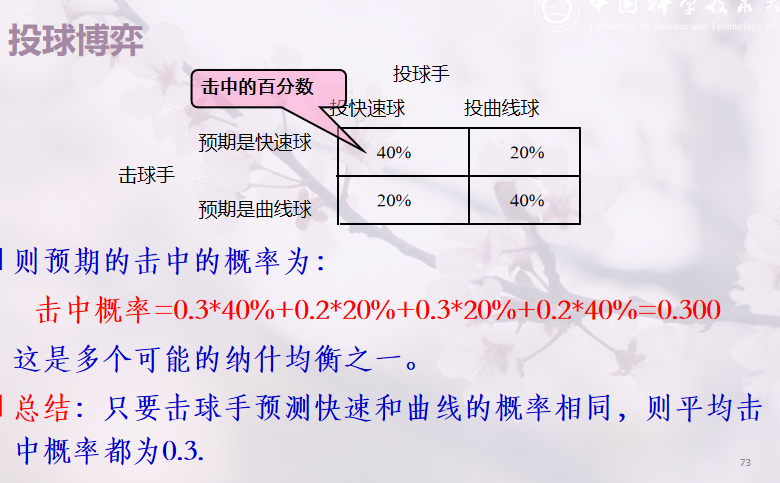 投球博弈
中国科学技术大
University of Science and Technology of
投球手
击中的百分数
投快速球 投曲线球
预期是快速球 40% 20%
击球手
预期是曲线球 20% 40%
则预期的击中的概率为：
击中概率=0.3*40%+0.2*20%+0.3*20%+0.2*40%=0.300
这是多个可能的纳什均衡之一。
总结：只要击球手预测快速和曲线的概率相同，则平均击
中概率都为0.3.
73